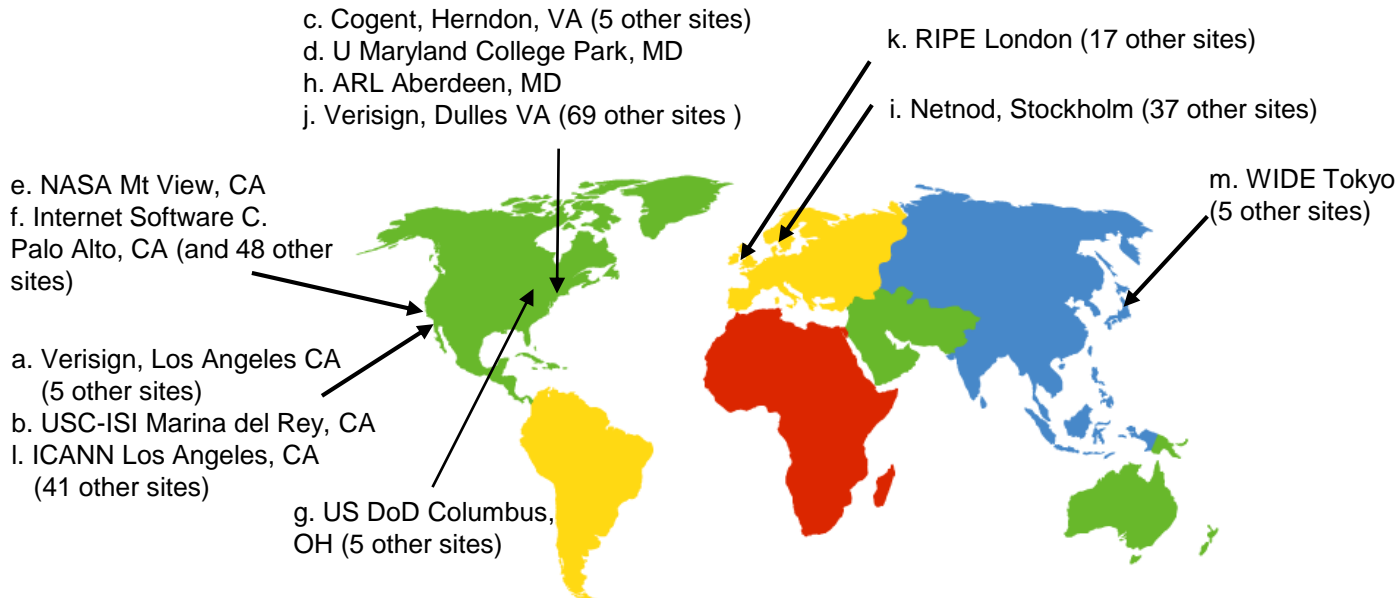 c. Cogent, Herndon, VA (5 other sites)
d. U Maryland College Park, MD
h. ARL Aberdeen, MD
j. Verisign, Dulles VA (69 other sites )
k. RIPE London (17 other sites)
i. Netnod, Stockholm (37 other sites)
m. WIDE Tokyo
(5 other sites)
e. NASA Mt View, CA
f. Internet Software C.
Palo Alto, CA (and 48 other
sites)
a. Verisign, Los Angeles CA
(5 other sites)
b. USC-ISI Marina del Rey, CA
l. ICANN Los Angeles, CA
(41 other sites)
g. US DoD Columbus,
OH (5 other sites)